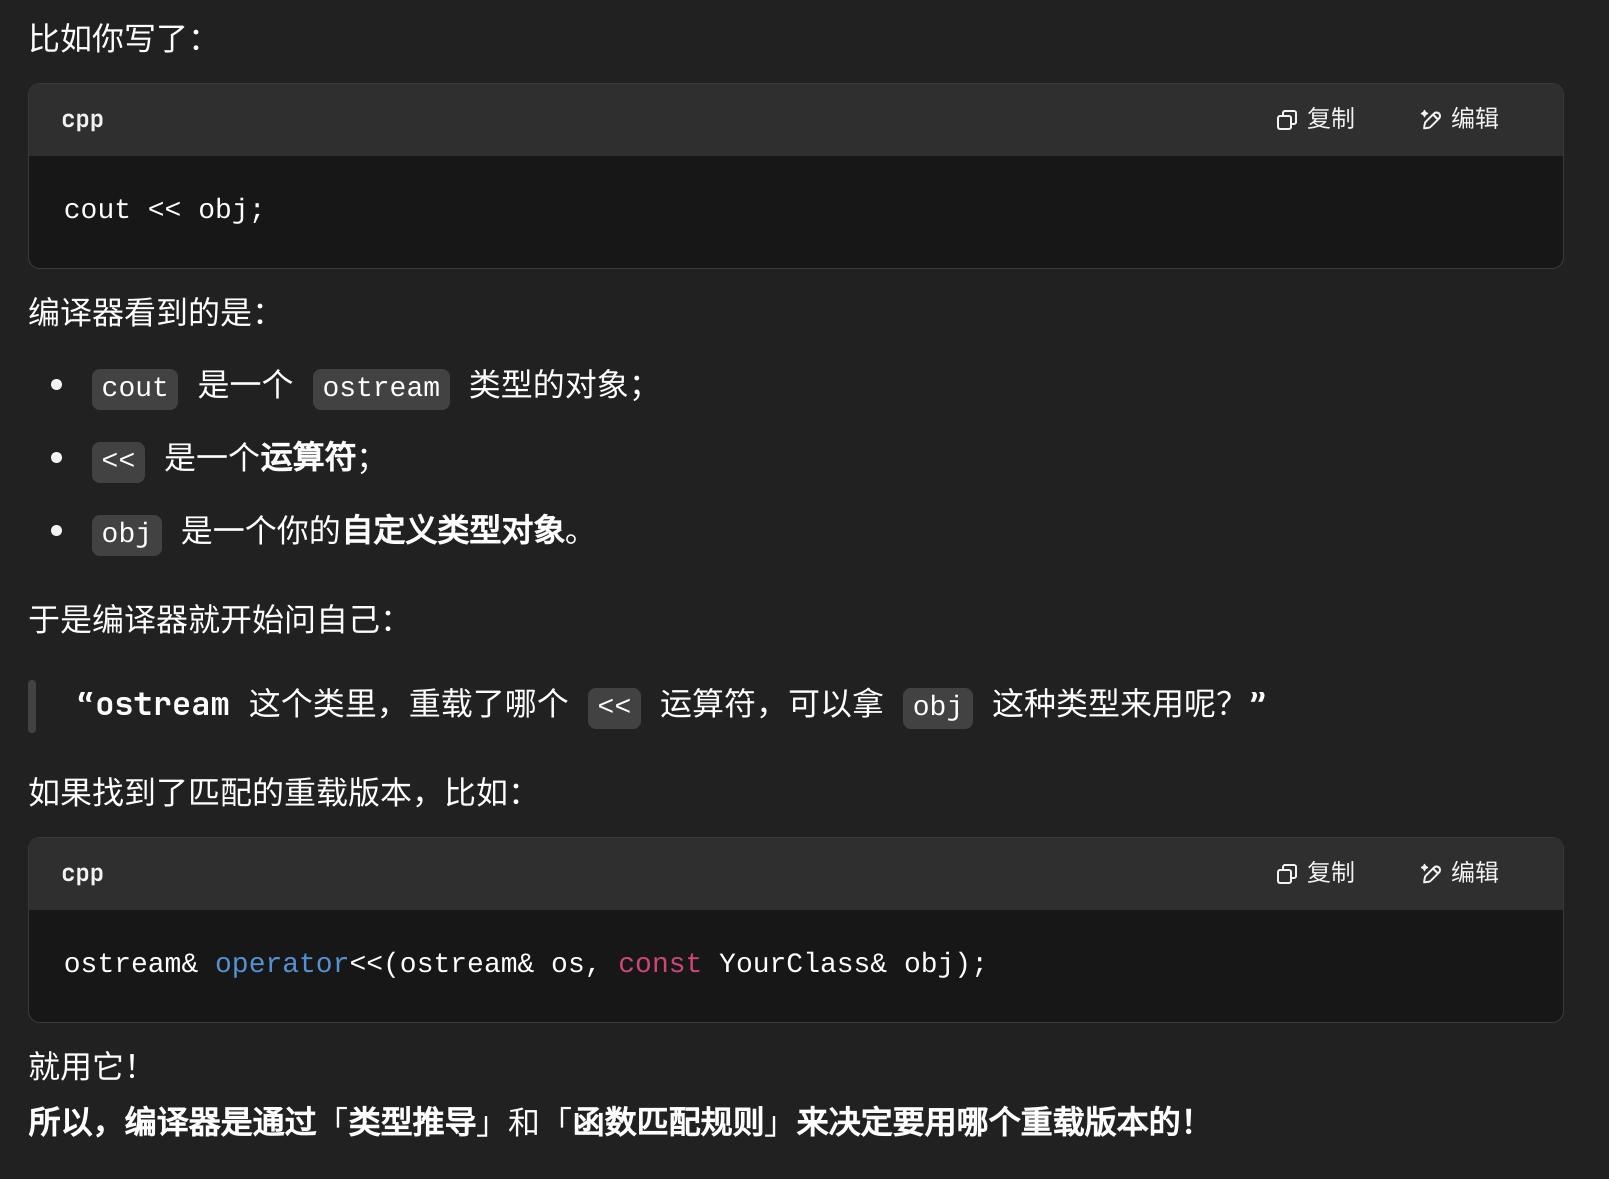 比如你写了：
cpp
复制
编辑
cout << obj;
编译器看到的是：
• cout 是一个 ostream 类型的对象；
• << 是一个运算符；
• obj 是一个你的自定义类型对象。
于是编译器就开始问自己：
“ostream 这个类里，重载了哪个 << 运算符，可以拿 obj 这种类型来用呢？”
如果找到了匹配的重载版本，比如：
cpp
复制
编辑
ostream& operator<<(ostream& os, const YourClass& obj);
就用它！
所以，编译器是通过「类型推导」和「函数匹配规则」来决定要用哪个重载版本的！